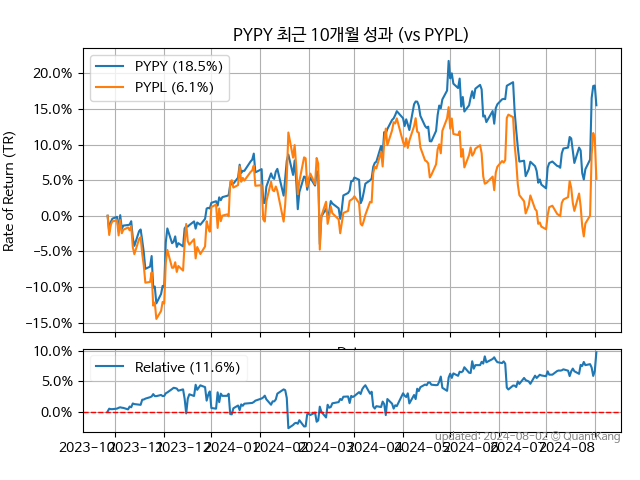 PYPY 최근 10개월 성과 (vs PYPL)
PYPY (18.5%)
PYPL (6.1%)
Rate of Return (TR)
20.0%
15.0%
10.0%
5.0%
0.0%
−5.0%
−10.0%
−15.0%
Relative (11.6%)
10.0%
5.0%
0.0%
2023-10 2023-11 2023-12 2024-01 2024-02 2024-03 2024-04 2024-05 2024-06 2024-07 2024-08
updated: 2024-08-02 © QuantKang